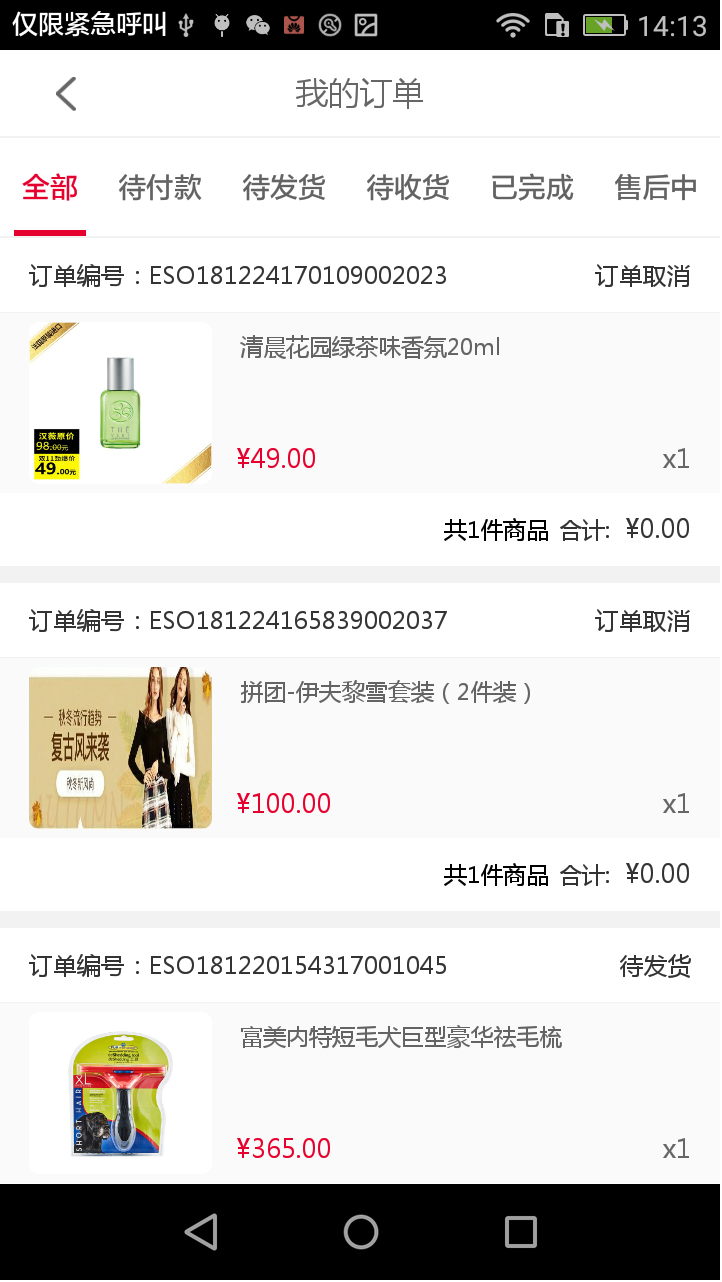 仅限紧急呼叫 14:13
我的订单
全部 待付款 待发货 待收货 已完成 售后中
订单编号：ESO181224170109002023 订单取消
清晨花园绿茶味香氛20ml
汉薇原价
98.00元
双11劲爆价
49.00元
THE
¥49.00 x1
共1件商品 合计: ¥0.00
订单编号：ESO181224165839002037 订单取消
拼团-伊夫黎雪套装（2件装）
秋冬流行趋势
复古风来袭
秋冬新风尚
AUTUMN
¥100.00 x1
共1件商品 合计: ¥0.00
订单编号：ESO181220154317001045 待发货
富美内特短毛犬巨型豪华祛毛梳
deShedding tool
XL
SHORT HAIR
¥365.00 x1